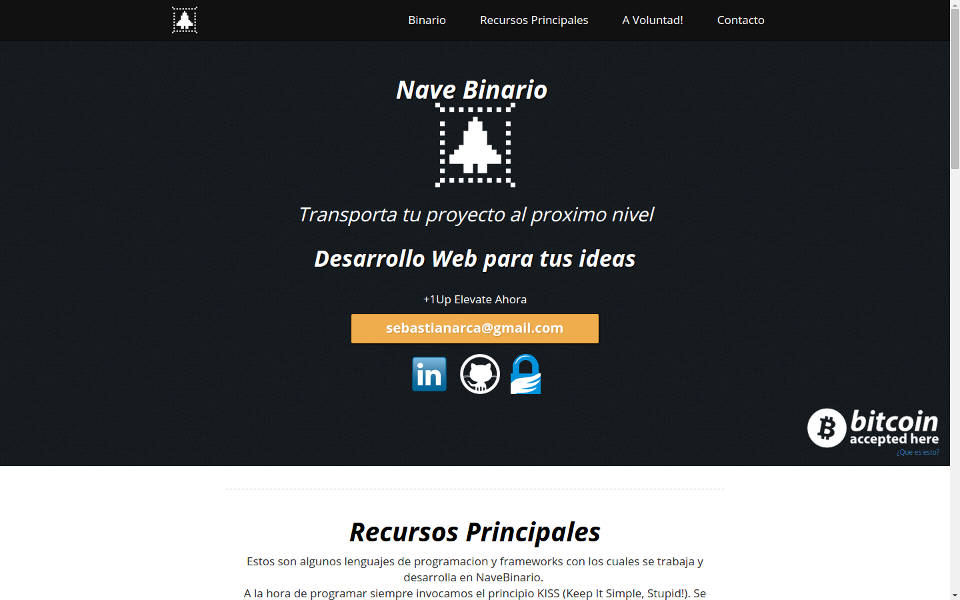 Binario Recursos Principales A Voluntad! Contacto
Nave Binario
Transporta tu proyecto al proximo nivel
Desarrollo Web para tus ideas
+1Up Elevate Ahora
sebastianarca@gmail.com
in
bitcoin
accepted here
¿Que es esto?
Recursos Principales
Estos son algunos lenguajes de programacion y frameworks con los cuales se trabaja y
desarrolla en NaveBinario.
A la hora de programar siempre invocamos el principio KISS (Keep It Simple, Stupid!). Se